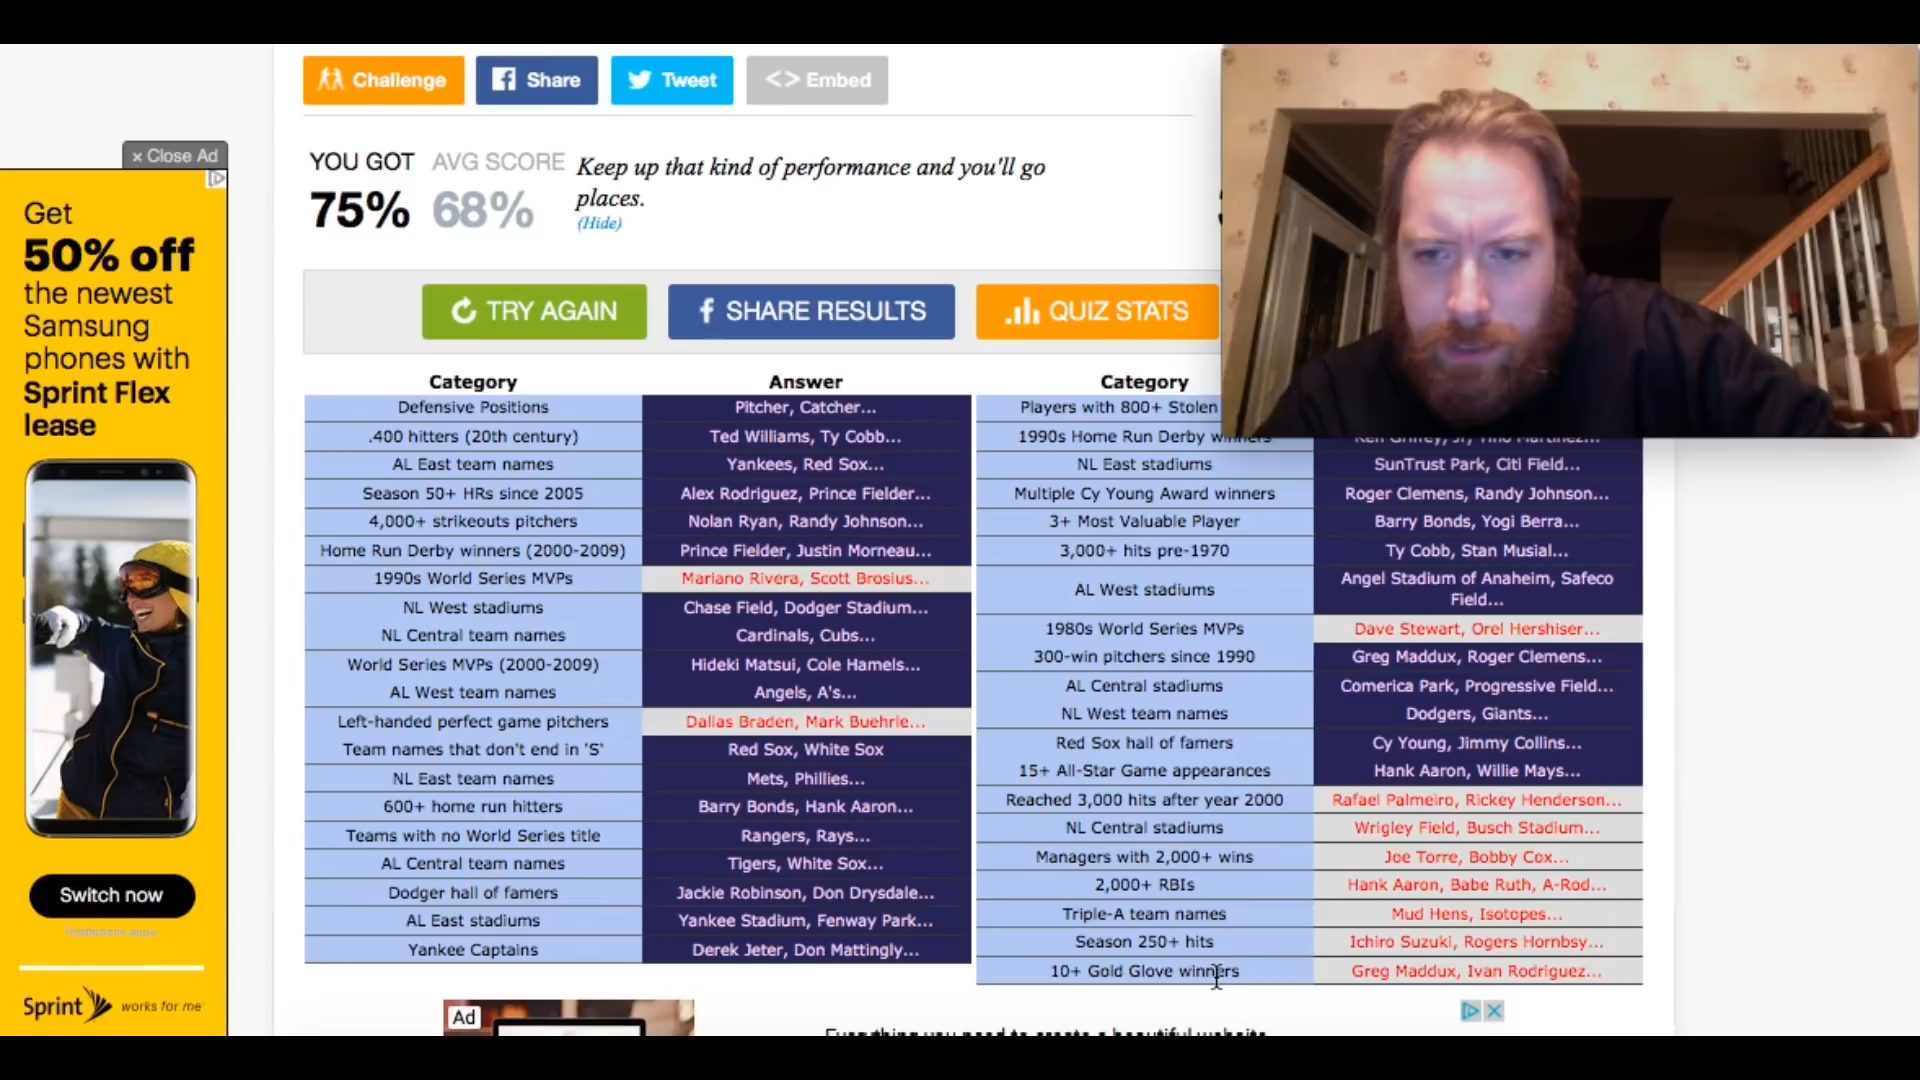 Challenge
Share
Tweet
<> Embed
× Close Ad
YOU GOT
AVG SCORE
75%
68%
Keep up that kind of performance and you'll go
places.
(Hide)
TRY AGAIN
SHARE RESULTS
QUIZ STATS
Get
50% off
the newest
Samsung
phones with
Sprint Flex
lease
Switch now
Restrictions apply.
Sprint works for me
Category Answer
Defensive Positions Pitcher, Catcher...
.400 hitters (20th century) Ted Williams, Ty Cobb...
AL East team names Yankees, Red Sox...
Season 50+ HRs since 2005 Alex Rodriguez, Prince Fielder...
4,000+ strikeouts pitchers Nolan Ryan, Randy Johnson...
Home Run Derby winners (2000-2009) Prince Fielder, Justin Morneau...
1990s World Series MVPs Mariano Rivera, Scott Brosius...
NL West stadiums Chase Field, Dodger Stadium...
NL Central team names Cardinals, Cubs...
World Series MVPs (2000-2009) Hideki Matsui, Cole Hamels...
AL West team names Angels, A's...
Left-handed perfect game pitchers Dallas Braden, Mark Buehrle...
Team names that don't end in 'S' Red Sox, White Sox
NL East team names Mets, Phillies...
600+ home run hitters Barry Bonds, Hank Aaron...
Teams with no World Series title Rangers, Rays...
AL Central team names Tigers, White Sox...
Dodger hall of famers Jackie Robinson, Don Drysdale...
AL East stadiums Yankee Stadium, Fenway Park...
Yankee Captains Derek Jeter, Don Mattingly...
Category
Players with 800+ Stolen
1990s Home Run Derby winners Ken Griffey, Jr, Tino Martinez...
NL East stadiums SunTrust Park, Citi Field...
Multiple Cy Young Award winners Roger Clemens, Randy Johnson...
3+ Most Valuable Player Barry Bonds, Yogi Berra...
3,000+ hits pre-1970 Ty Cobb, Stan Musial...
AL West stadiums Angel Stadium of Anaheim, Safeco
Field...
1980s World Series MVPs Dave Stewart, Orel Hershiser...
300-win pitchers since 1990 Greg Maddux, Roger Clemens...
AL Central stadiums Comerica Park, Progressive Field...
NL West team names Dodgers, Giants...
Red Sox hall of famers Cy Young, Jimmy Collins...
15+ All-Star Game appearances Hank Aaron, Willie Mays...
Reached 3,000 hits after year 2000 Rafael Palmeiro, Rickey Henderson...
NL Central stadiums Wrigley Field, Busch Stadium...
Managers with 2,000+ wins Joe Torre, Bobby Cox...
2,000+ RBIs Hank Aaron, Babe Ruth, A-Rod...
Triple-A team names Mud Hens, Isotopes...
Season 250+ hits Ichiro Suzuki, Rogers Hornbsy...
10+ Gold Glove winners Greg Maddux, Ivan Rodriguez...
Ad
Everything you need to create a beautiful website